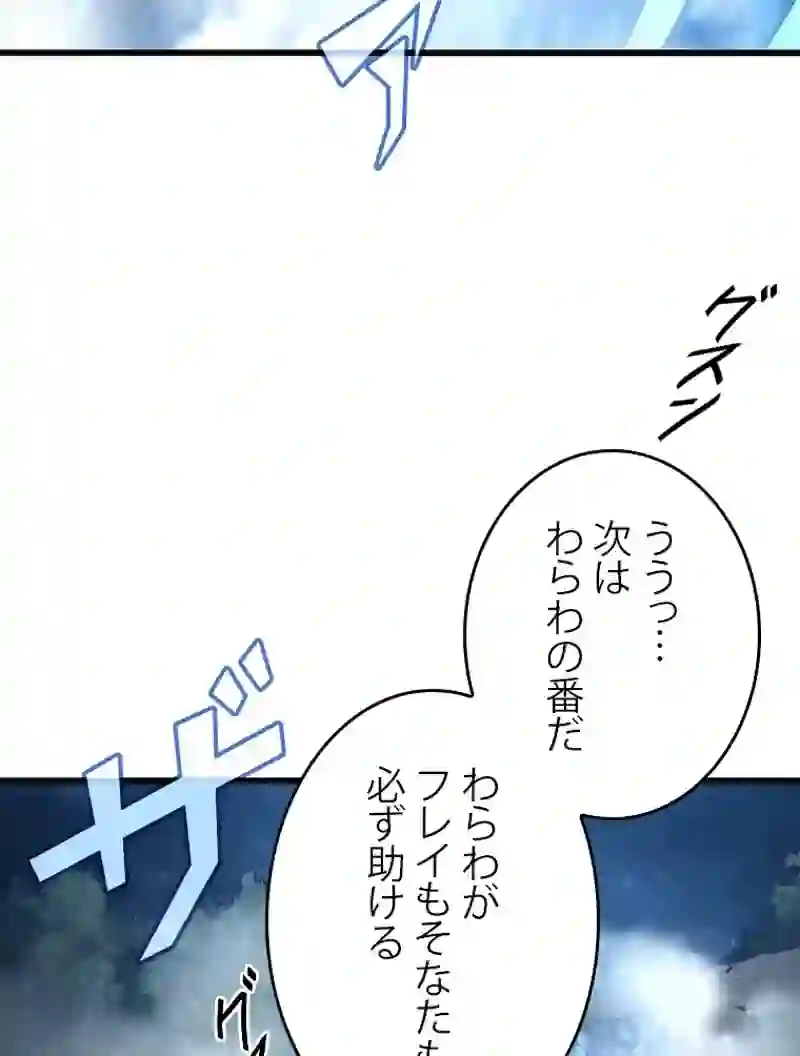 グスン
ううっ…
次は
わらわの番だ
ザ
わらわが
フレイもそなたも
必ず助ける